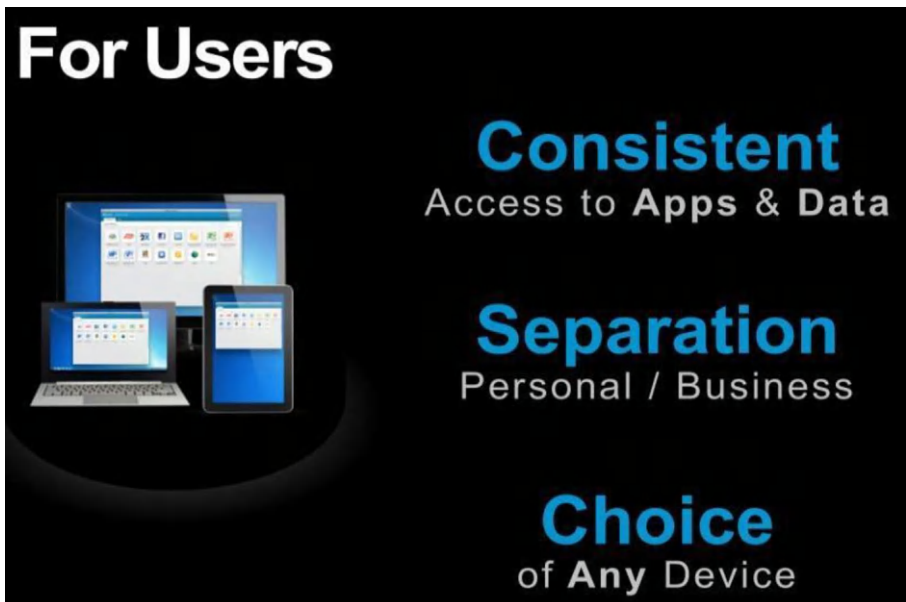 For Users
Consistent
Access to Apps & Data
Separation
Personal / Business
Choice
of Any Device